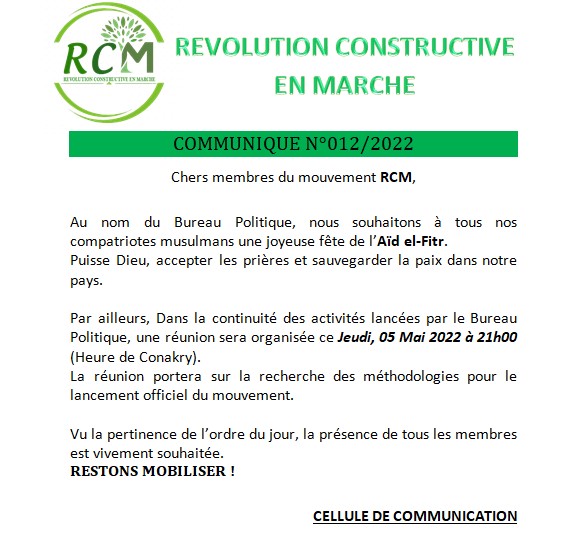 RCM
REVOLUTION CONSTRUCTIVE EN MARCHE
REVOLUTION CONSTRUCTIVE
EN MARCHE
COMMUNIQUE N°012/2022
Chers membres du mouvement RCM,
Au nom du Bureau Politique, nous souhaitons à tous nos
compatriotes musulmans une joyeuse fête de l’Aïd el-Fitr.
Puisse Dieu, accepter les prières et sauvegarder la paix dans notre
pays.
Par ailleurs, Dans la continuité des activités lancées par le Bureau
Politique, une réunion sera organisée ce Jeudi, 05 Mai 2022 à 21h00
(Heure de Conakry).
La réunion portera sur la recherche des méthodologies pour le
lancement officiel du mouvement.
Vu la pertinence de l’ordre du jour, la présence de tous les membres
est vivement souhaitée.
RESTONS MOBILISER !
CELLULE DE COMMUNICATION